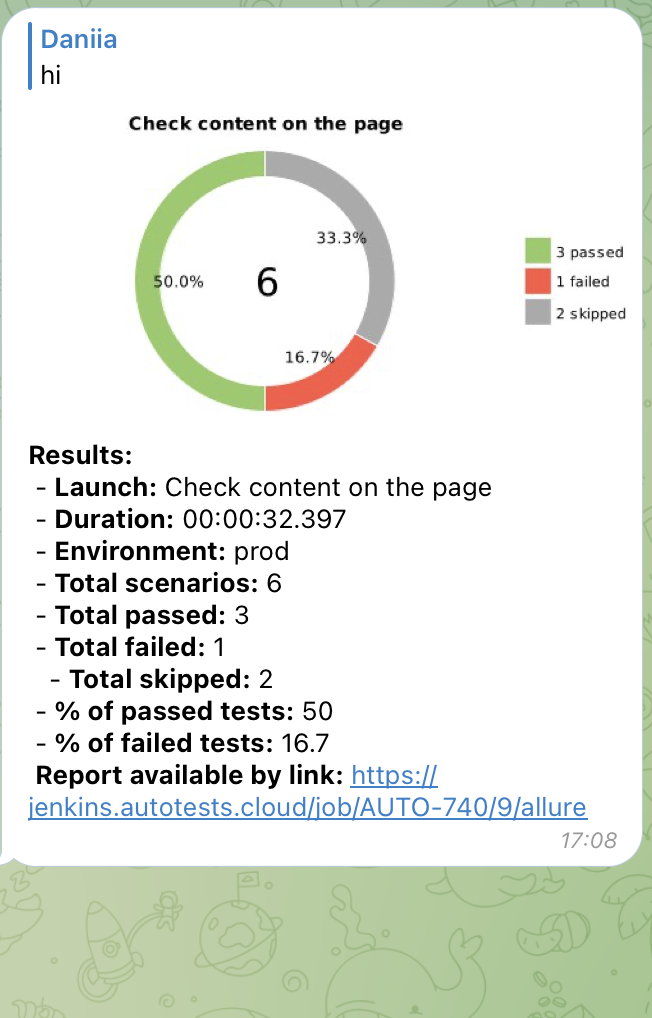 Daniia
hi
Check content on the page
33.3%
50.0%
6
16.7%
3 passed
1 failed
2 skipped
Results:
- Launch: Check content on the page
- Duration: 00:00:32.397
- Environment: prod
- Total scenarios: 6
- Total passed: 3
- Total failed: 1
- Total skipped: 2
- % of passed tests: 50
- % of failed tests: 16.7
Report available by link: https://
jenkins.autotests.cloud/job/AUTO-740/9/allure
17:08